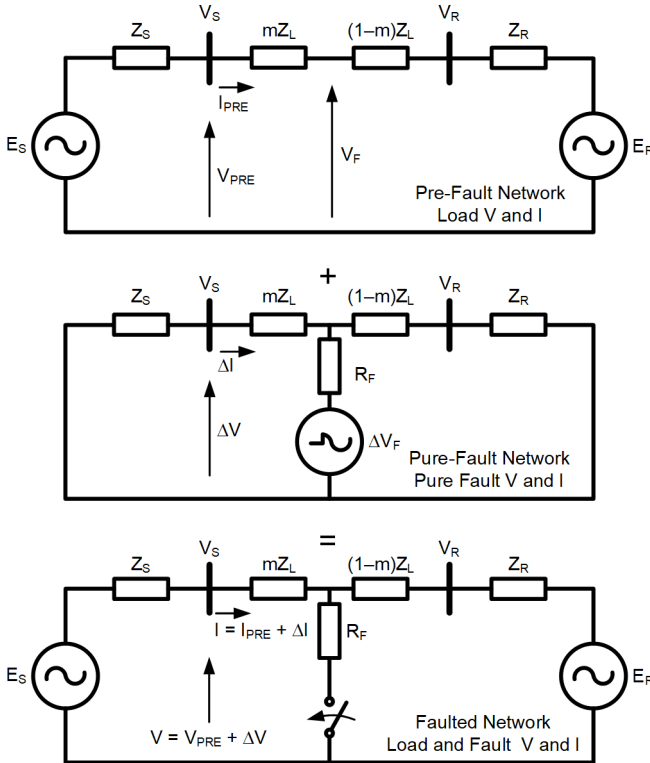 V_S V_R
Z_S mZ_L (1–m)Z_L Z_R
I_PRE
E_S V_PRE V_F E_R
Pre-Fault Network
Load V and I
+
V_S V_R
Z_S mZ_L (1–m)Z_L Z_R
ΔI R_F
ΔV ΔV_F
Pure-Fault Network
Pure Fault V and I
=
V_S V_R
Z_S mZ_L (1–m)Z_L Z_R
I = I_PRE + ΔI R_F
E_S E_R
V = V_PRE + ΔV
Faulted Network
Load and Fault V and I